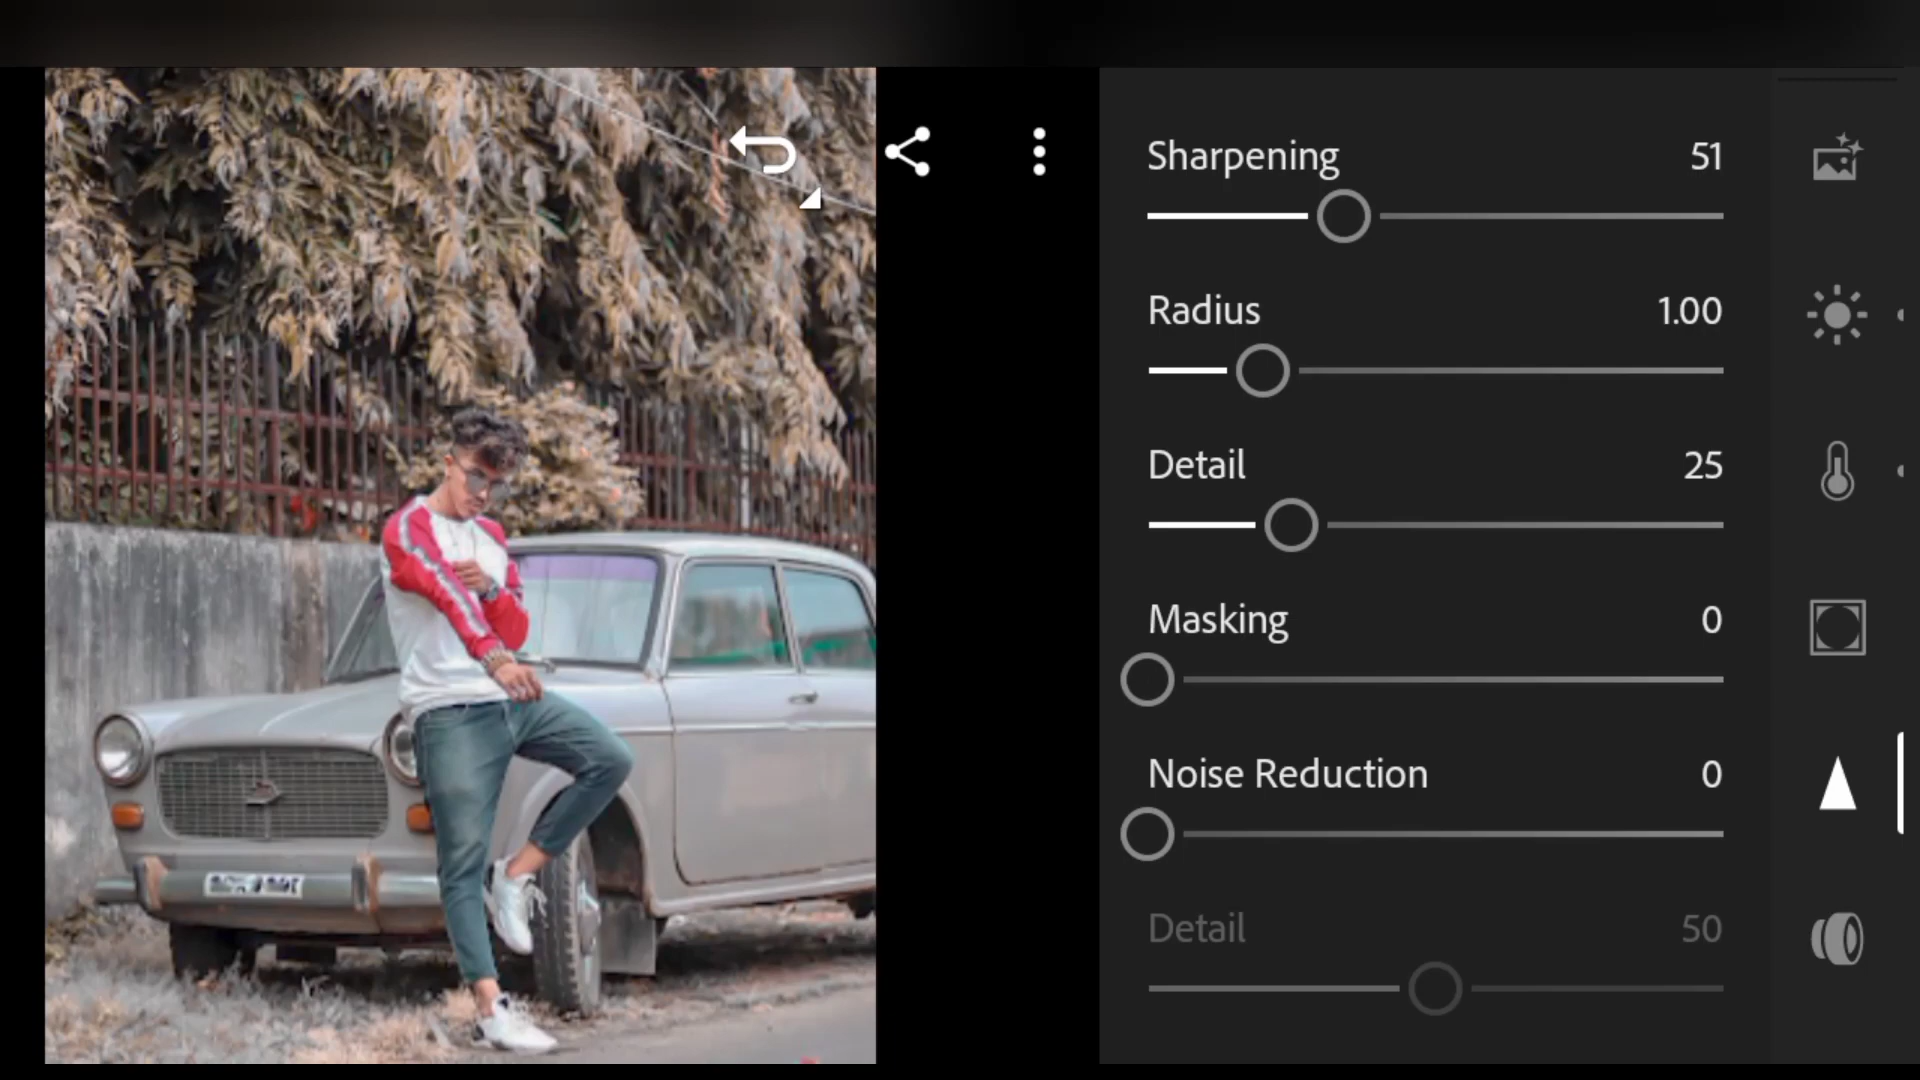 Sharpening 51
Radius 1.00
Detail 25
Masking 0
Noise Reduction 0
Detail 50